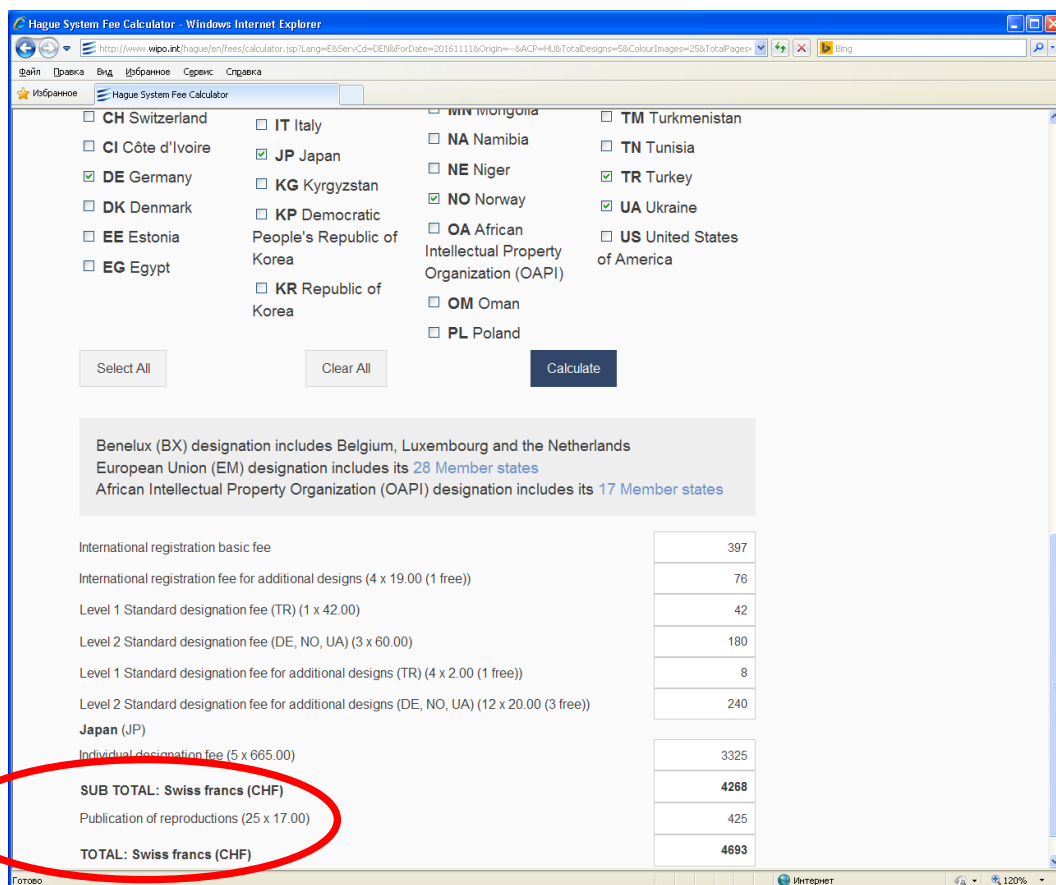 Hague System Fee Calculator - Windows Internet Explorer
http://www.wipo.int/hague/en/fees/calculator.jsp?Lang=E&ServCd=DEN&ForDate=20161111&Origin=--&ACP=HU&TotalDesigns=5&ColourImages=25&TotalPages=
Bing
Файл Правка Вид Избранное Сервис Справка
Избранное Hague System Fee Calculator
CH Switzerland
CI Côte d'Ivoire
DE Germany
DK Denmark
EE Estonia
EG Egypt
IT Italy
JP Japan
KG Kyrgyzstan
KP Democratic
People's Republic of
Korea
KR Republic of
Korea
MN Mongolia
NA Namibia
NE Niger
NO Norway
OA African
Intellectual Property
Organization (OAPI)
OM Oman
PL Poland
TM Turkmenistan
TN Tunisia
TR Turkey
UA Ukraine
US United States
of America
Select All Clear All Calculate
Benelux (BX) designation includes Belgium, Luxembourg and the Netherlands
European Union (EM) designation includes its 28 Member states
African Intellectual Property Organization (OAPI) designation includes its 17 Member states
International registration basic fee 397
International registration fee for additional designs (4 x 19.00 (1 free)) 76
Level 1 Standard designation fee (TR) (1 x 42.00) 42
Level 2 Standard designation fee (DE, NO, UA) (3 x 60.00) 180
Level 1 Standard designation fee for additional designs (TR) (4 x 2.00 (1 free)) 8
Level 2 Standard designation fee for additional designs (DE, NO, UA) (12 x 20.00 (3 free)) 240
Japan (JP)
Individual designation fee (5 x 665.00) 3325
SUB TOTAL: Swiss francs (CHF) 4268
Publication of reproductions (25 x 17.00) 425
TOTAL: Swiss francs (CHF) 4693
Готово Интернет 120%